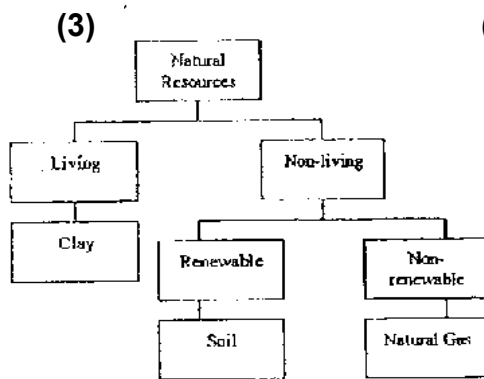 (3)
(
Natural
Resources
Living
Non-living
Clay
Renewable
Non-
renewable
Soil
Natural Gas